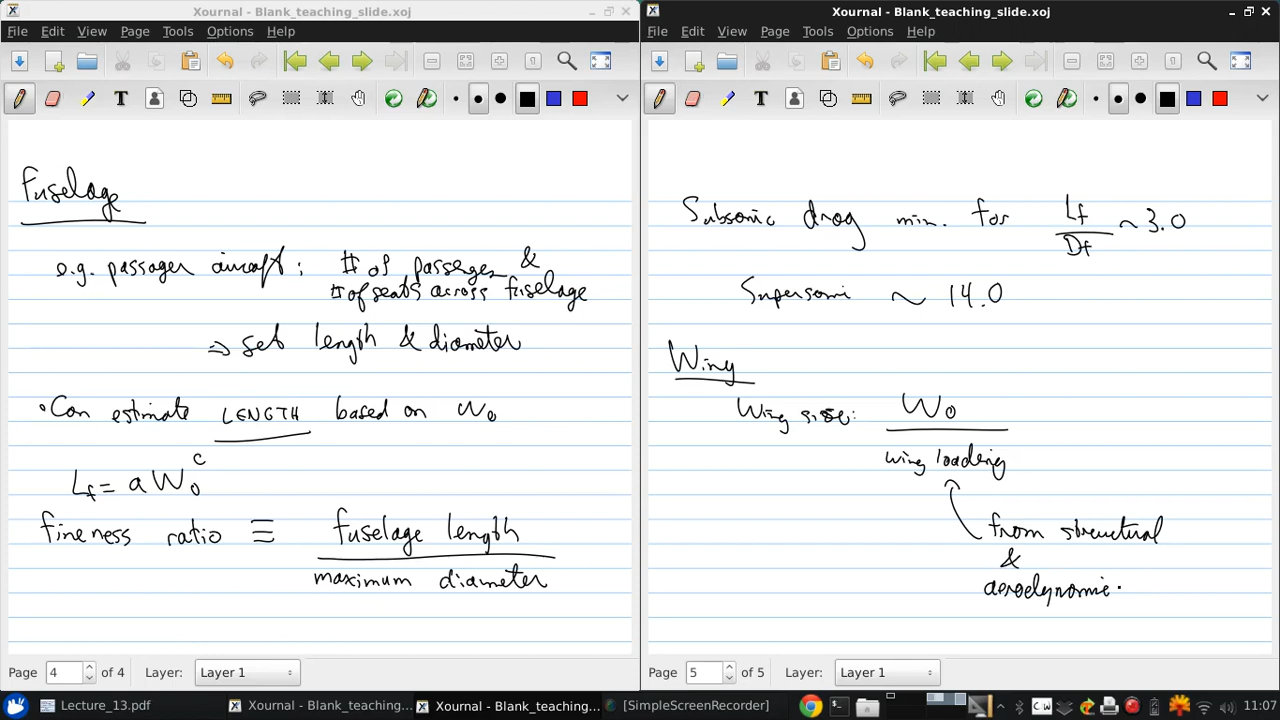 Xournal - Blank_teaching_slide.xoj
File Edit View Page Tools Options Help
Fuselage
e.g. passager aircraft: # of passenger &
# of seats across fuselage
⇒ set length & diameter
• Can estimate LENGTH based on W₀
Lf = a W₀^c
fineness ratio ≡ fuselage length
maximum diameter
Page 4 of 4 Layer: Layer 1
Xournal - Blank_teaching_slide.xoj
File Edit View Page Tools Options Help
Subsonic drag min. for Lf
Df ~ 3.0
Supersonic ~ 14.0
Wing
Wing size: W₀
wing loading
from structural
&
aerodynamic
Page 5 of 5 Layer: Layer 1
Lecture_13.pdf Xournal - Blank_teaching_... Xournal - Blank_teaching_... [SimpleScreenRecorder] 11:07